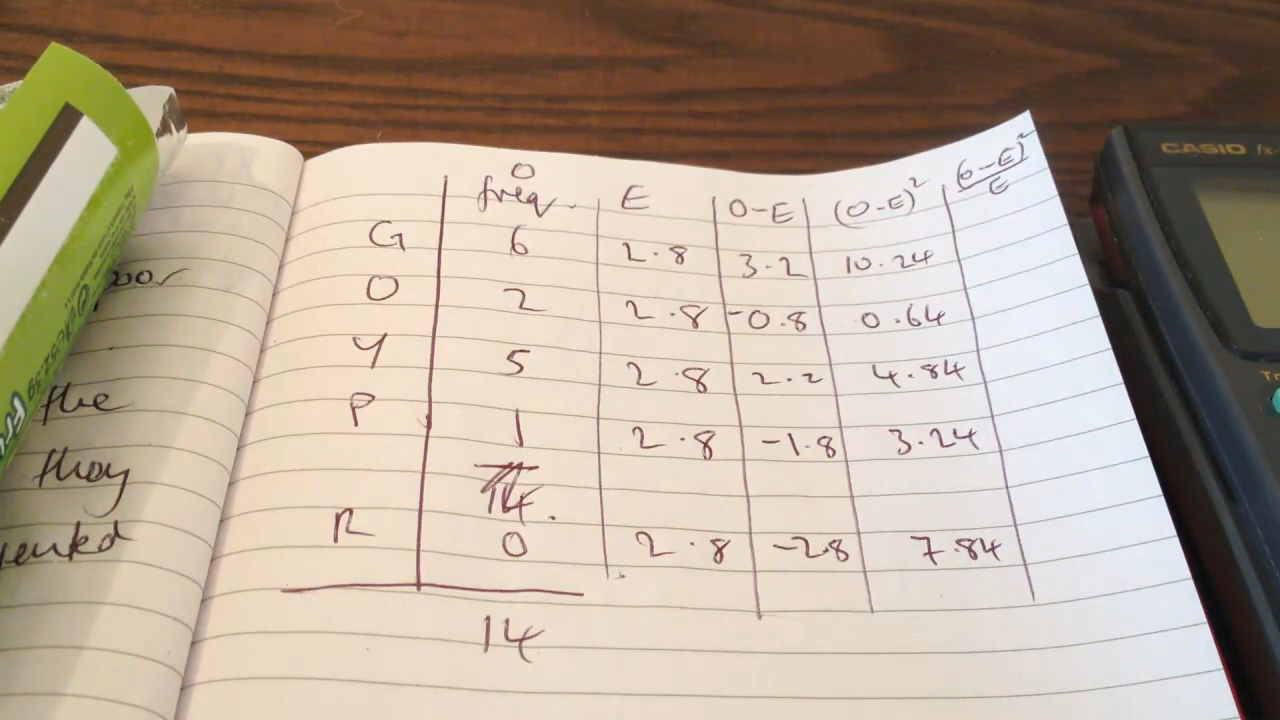 O
freq. E O-E (O-E)² (O-E)²/E
G 6 2.8 3.2 10.24
O 2 2.8 -0.8 0.64
Y 5 2.8 2.2 4.84
P 1 2.8 -1.8 3.24
14.
R 0 2.8 -2.8 7.84
14
the
they
CASIO fx-
Tr